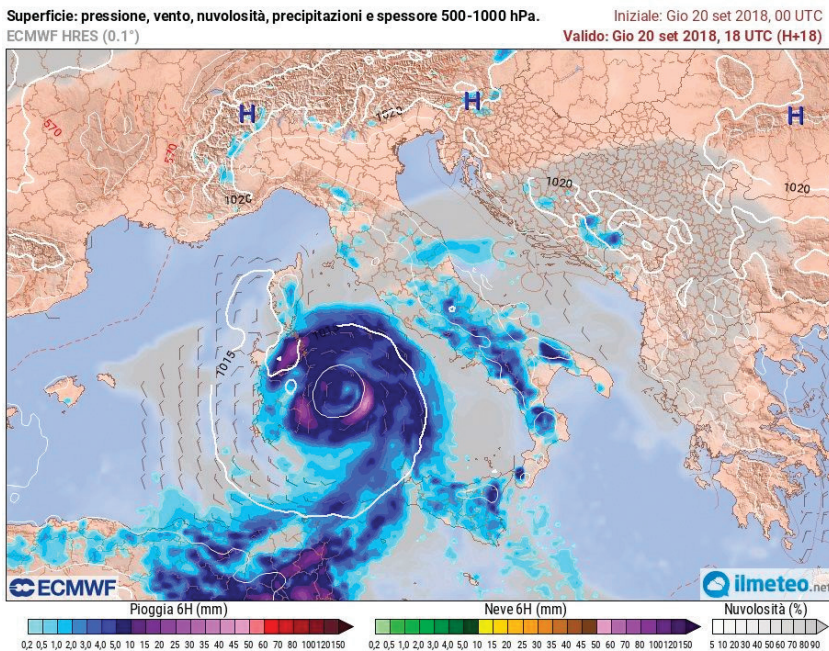 Superficie: pressione, vento, nuvolosità, precipitazioni e spessore 500-1000 hPa.
Iniziale: Gio 20 set 2018, 00 UTC
ECMWF HRES (0.1°)
Valido: Gio 20 set 2018, 18 UTC (H+18)
H
H
H
570
570
1020
1020
1020
1020
1015
ECMWF
ilmeteo.net
Pioggia 6H (mm)
Neve 6H (mm)
Nuvolosità (%)
0,2 0,5 1,0 2,0 3,0 4,0 5,0 10 15 20 25 30 35 40 45 50 60 70 80 100 120 150
0,2 0,5 1,0 2,0 3,0 4,0 5,0 10 15 20 25 30 35 40 45 50 60 70 80 100 120 150
5 10 20 30 40 50 60 70 80 90